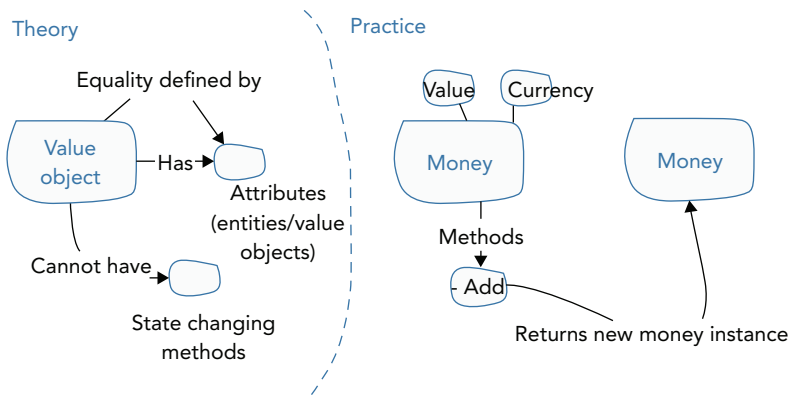 Theory
Equality defined by
Value
object
Has
Attributes
(entities/value
objects)
Cannot have
State changing
methods
Practice
Value
Currency
Money
Money
Methods
- Add
Returns new money instance